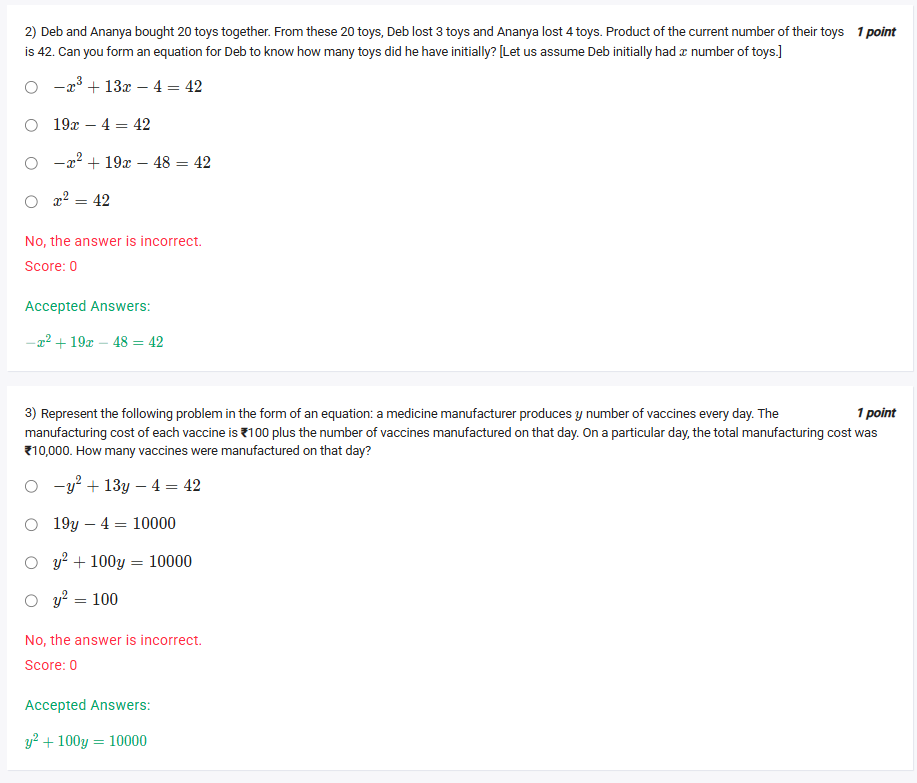 2) Deb and Ananya bought 20 toys together. From these 20 toys, Deb lost 3 toys and Ananya lost 4 toys. Product of the current number of their toys 1 point
is 42. Can you form an equation for Deb to know how many toys did he have initially? [Let us assume Deb initially had x number of toys.]
−x³ + 13x − 4 = 42
19x − 4 = 42
−x² + 19x − 48 = 42
x² = 42
No, the answer is incorrect.
Score: 0
Accepted Answers:
−x² + 19x − 48 = 42
3) Represent the following problem in the form of an equation: a medicine manufacturer produces y number of vaccines every day. The 1 point
manufacturing cost of each vaccine is ₹100 plus the number of vaccines manufactured on that day. On a particular day, the total manufacturing cost was
₹10,000. How many vaccines were manufactured on that day?
−y² + 13y − 4 = 42
19y − 4 = 10000
y² + 100y = 10000
y² = 100
No, the answer is incorrect.
Score: 0
Accepted Answers:
y² + 100y = 10000